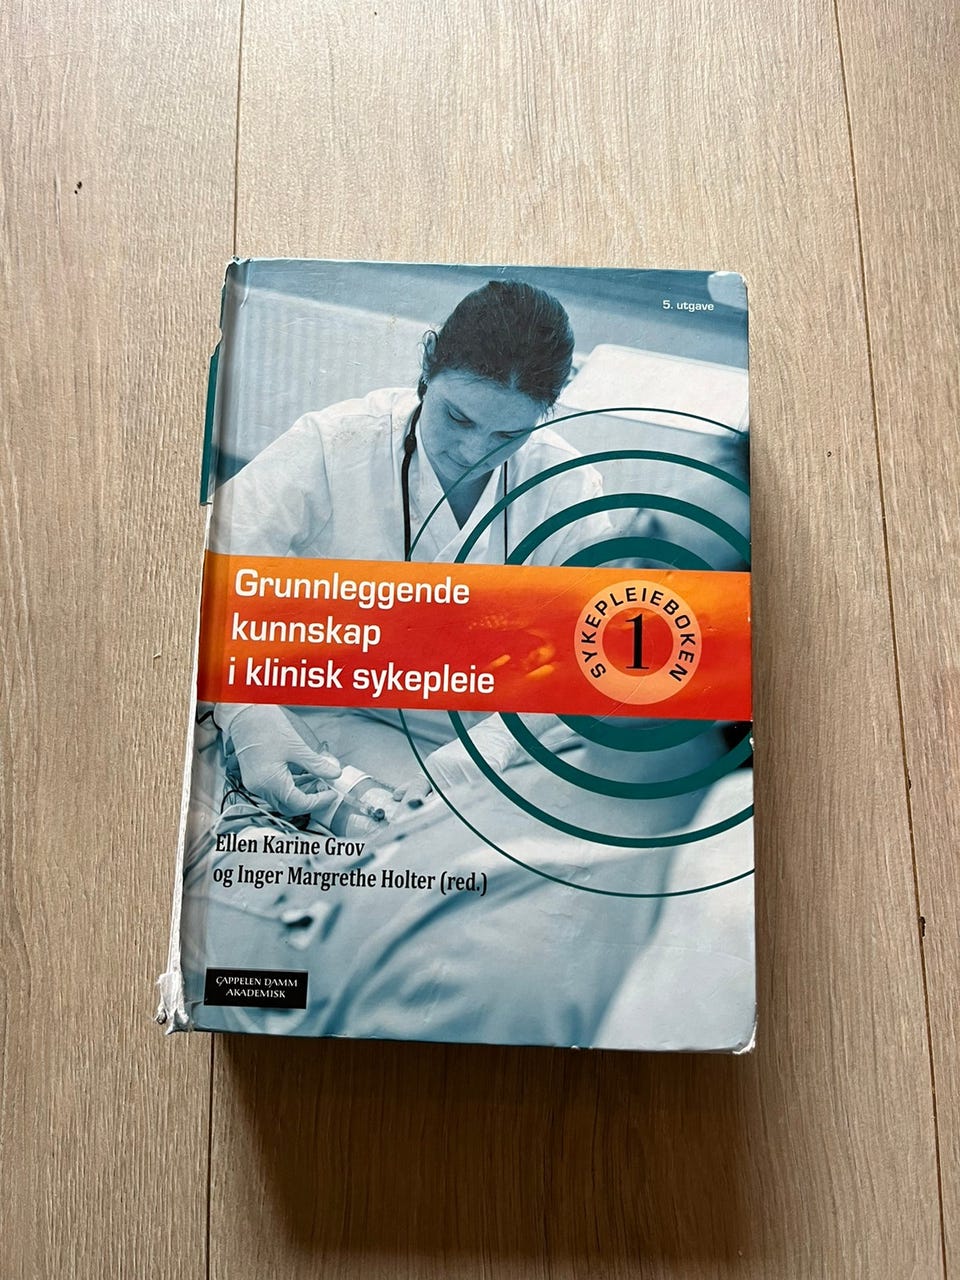 5. utgave
Grunnleggende
kunnskap
i klinisk sykepleie
SYKEPLEIEBOKEN
1
Ellen Karine Grov
og Inger Margrethe Holter (red.)
CAPPELEN DAMM
AKADEMISK